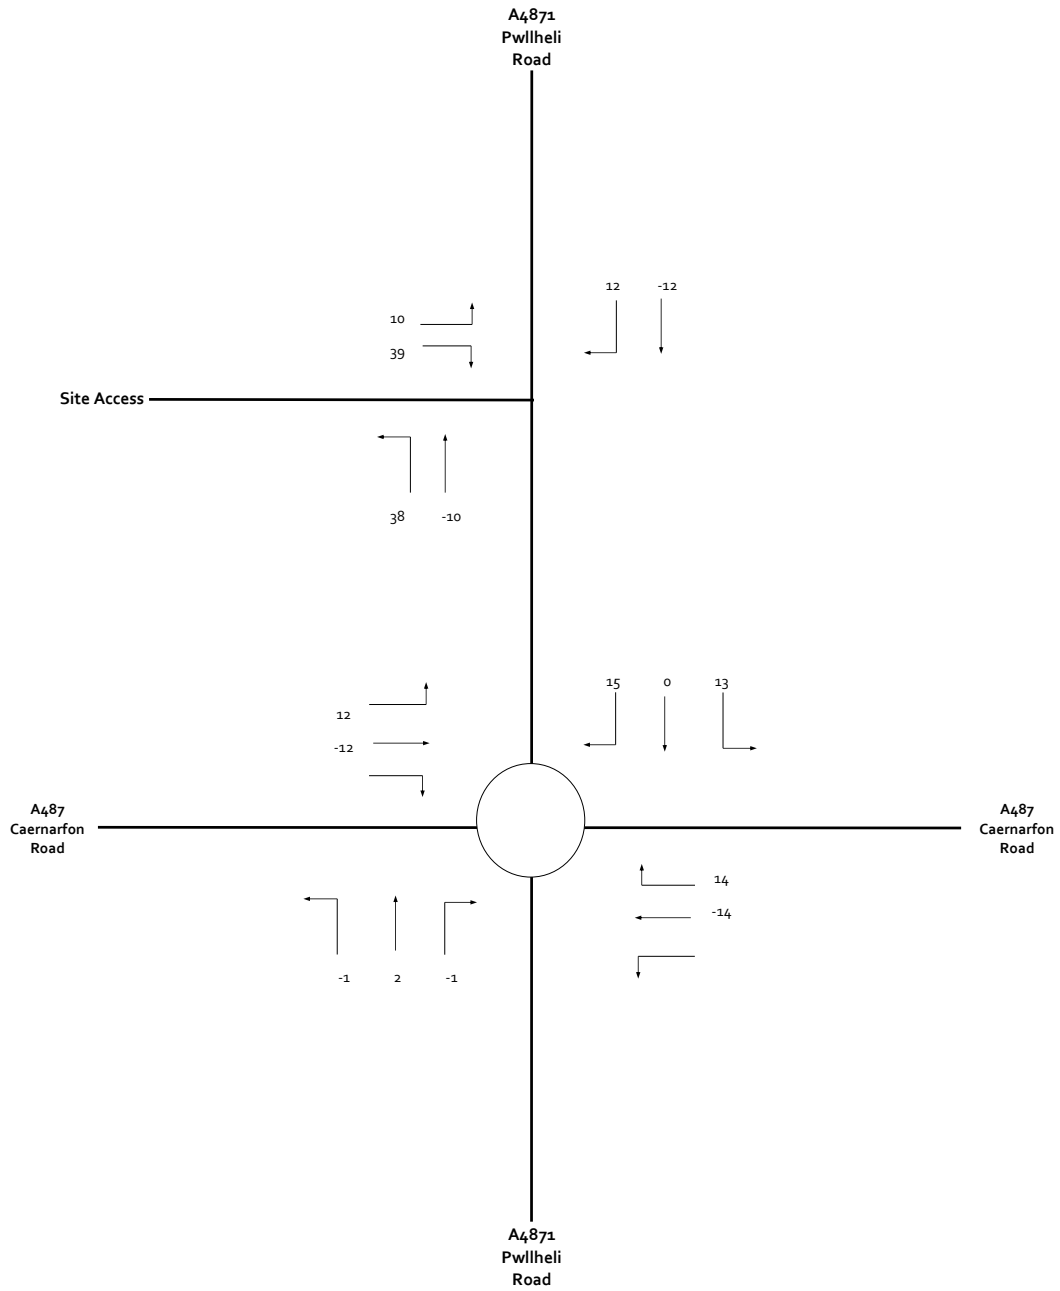 A4871
Pwllheli
Road
12 -12
10
39
Site Access
38 -10
15 0 13
12
-12
A487
Caernarfon
Road
A487
Caernarfon
Road
14
-14
-1 2 -1
A4871
Pwllheli
Road